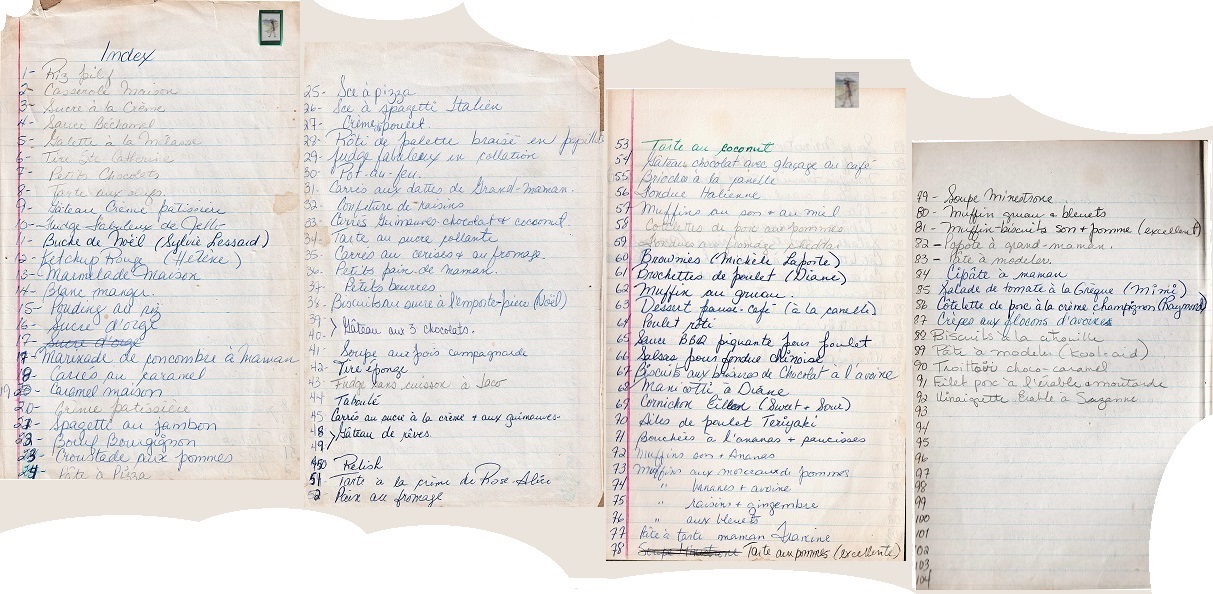 Index
1- Riz pilif
2- Casserole Maison
3- Sucre à la Crème
4- Sauce Béchamel
5- Galette a la Mélasse
6- Tire Ste-Catherine
7- Petits Chocolats
8- Tarte aux
9- Gâteau Crème pâtissière
10- Fudge fabuleux de Jello
11- Buche de Noël (Sylvie Lessard)
12- Ketchup Rouge (Hélène)
13- Marmelade Maison
14- Blanc manger.
15- Pouding au riz
16- Sucre d'orge
17- Sucre d'orge
17- Marinade de concombre à Maman
18- Carrés au caramel
19 Caramel maison
20- Crème patissière
21- Spagetti au jambon
22- Boeuf Bourgignon
23- Croustade aux pommes
24- Pâte à Pizza
25- Sce à pizza
26- Sce à spagetti Italien
27- Crème poulet.
28- Rôti de palette braisé en papillote
29- Fudge fabuleux en collation
30- Pot-au-feu.
31. Carrés aux dattes de Grand-maman.
32- Confiture de raisins
33- Carrés Guimauves-chocolat & coconut.
34- Tarte au sucre collante
35- Carrés au cerises & au fromage.
36- Petits pains de maman.
37 Petits beurres
38- Biscuits au sucre à l'emporte-pièce (Noël)
39
40- Gâteau aux 3 chocolats.
41- Soupe aux pois campagnarde
42- Tire éponge
43- Fudge sans cuisson à Jaco
44 Taboulé
45 Carrés au sucre à la crème & aux guimauves-
48 Gâteau de rêves.
49
50 Relish
51- Tarte à la crème de Rose-Alice
52 Pain au fromage
53 Tarte au coconut
54 Gâteau chocolat avec glaçage au café
55 Brioches à la canelle
56 Fondue Italienne
57 Muffins au son & au miel
58 Cotelettes de porc aux pommes
59 au fromage cheddar
60 Brownies (Michèle Laporte)
61 Brochettes de poulet (Diane)
62 Muffin au gruau.
63 Dessert pause-café (à la canelle)
64 Poulet rôti
65 Sauce BBQ piquante pour poulet
66 Salsas pour fondue chinoise
67 Biscuits aux brisures de Chocolat à l'avoine
68 Manicotti à Diane
69 Cornichon (Sweet & Sour)
70 Ailes de poulet Teriyaki
71 Bouchées à l'ananas & saucisses
72 Muffins son & Ananas
73 Muffins aux morceaux de pommes
74 " bananes & avoine
75 " raisins & gingembre
76 " aux bleuets
77 Pâte à tarte maman Francine
78 Soupe Minestrone Tarte aux pommes (excellente)
79 - Soupe Minestrone
80 - Muffin gruau & bleuets
81 - Muffin-biscuits son & pomme (excellent)
82 - à grand-maman.
83 - Pâte à modeler.
84 Cipâte à maman
85 Salade de tomate à la Grèque (Mimi)
86 Côtelette de porc à la crème champignon (Raymond)
87 Crêpes aux flocons d'avoines
88 Biscuits à la citrouille
89 Pâte à modeler (Kool-aid)
90 choco-caramel
91 Filet porc à l'érable & moutarde
92 Vinaigrette Érable à Suzanne
93
94
95
96
97
98
99
100
101
102
103
104